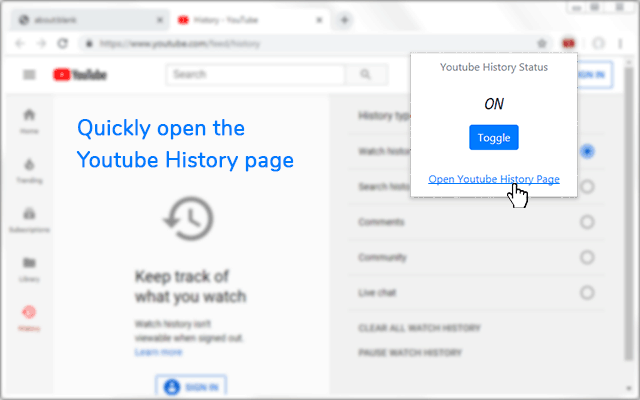 about:blank
History - YouTube
https://www.youtube.com/feed/history
YouTube
Search
SIGN IN
Youtube History Status
ON
Toggle
Open Youtube History Page
Quickly open the
Youtube History page
Home
Trending
Subscriptions
Library
History
Keep track of
what you watch
Watch history isn't
viewable when signed out.
Learn more
SIGN IN
History type
Watch history
Search history
Comments
Community
Live chat
CLEAR ALL WATCH HISTORY
PAUSE WATCH HISTORY